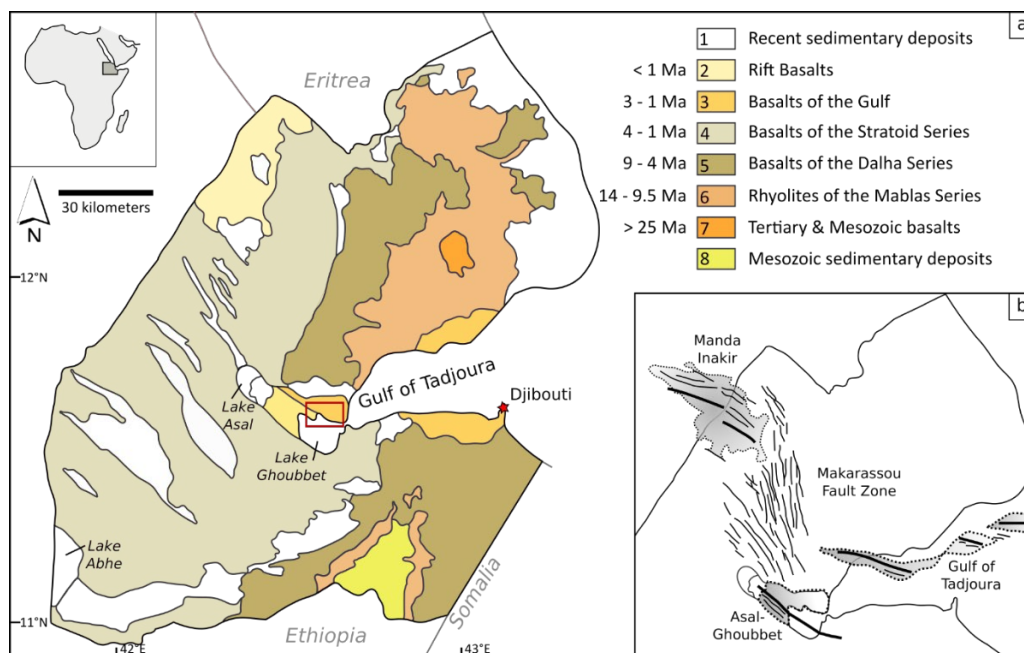 a
Eritrea
1 Recent sedimentary deposits
< 1 Ma 2 Rift Basalts
3 - 1 Ma 3 Basalts of the Gulf
4 - 1 Ma 4 Basalts of the Stratoid Series
9 - 4 Ma 5 Basalts of the Dalha Series
14 - 9.5 Ma 6 Rhyolites of the Mablas Series
> 25 Ma 7 Tertiary & Mesozoic basalts
8 Mesozoic sedimentary deposits
30 kilometers
N
12°N
Gulf of Tadjoura
Djibouti
Lake
Asal
Lake
Ghoubbet
Lake
Abhe
11°N
Ethiopia
Somalia
42°E
43°E
b
Manda
Inakir
Makarassou
Fault Zone
Gulf of
Tadjoura
Asal-
Ghoubbet